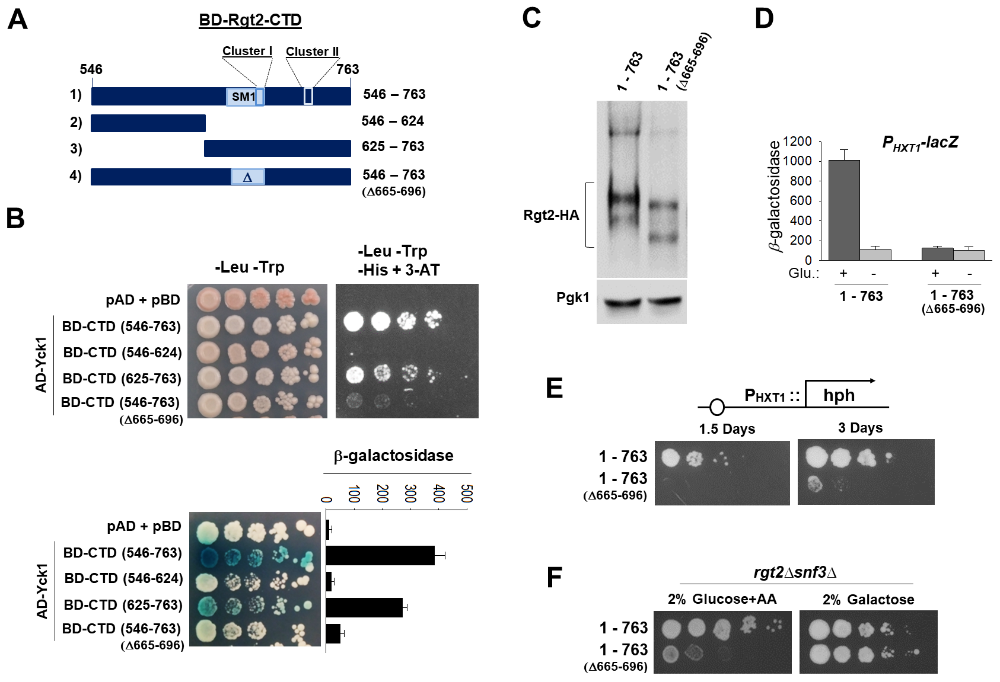 A
BD-Rgt2-CTD
Cluster I
Cluster II
546
763
1)
SM1
546 – 763
2)
546 – 624
3)
625 – 763
4)
Δ
546 – 763
(Δ665-696)
B
-Leu -Trp
-Leu -Trp
-His + 3-AT
pAD + pBD
AD-Yck1
BD-CTD (546-763)
BD-CTD (546-624)
BD-CTD (625-763)
BD-CTD (546-763)
(Δ665-696)
β-galactosidase
0
100
200
300
400
500
pAD + pBD
AD-Yck1
BD-CTD (546-763)
BD-CTD (546-624)
BD-CTD (625-763)
BD-CTD (546-763)
(Δ665-696)
C
1 - 763
1 - 763
(Δ665-696)
Rgt2-HA
Pgk1
D
PHXT1-lacZ
β-galactosidase
1200
1000
800
600
400
200
0
Glu.: + - + -
1 - 763
1 - 763
(Δ665-696)
E
PHXT1 :: hph
1.5 Days
3 Days
1 - 763
1 - 763
(Δ665-696)
F
rgt2Δsnf3Δ
2% Glucose+AA
2% Galactose
1 - 763
1 - 763
(Δ665-696)